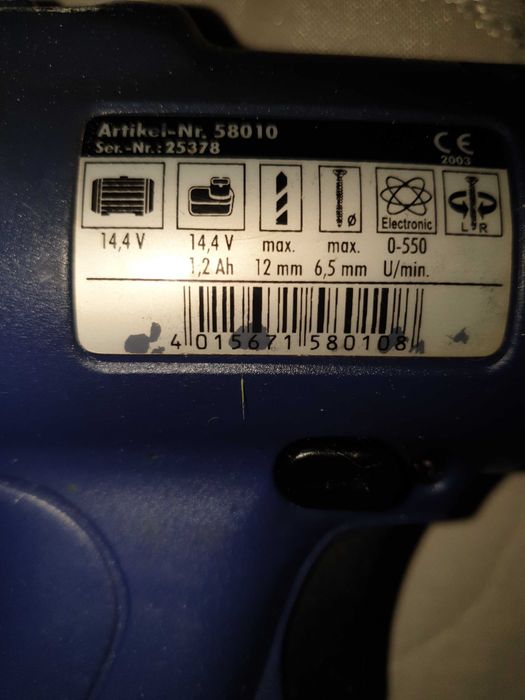 Artikel-Nr. 58010
Ser.-Nr.: 25378
CE
2003
Electronic
L R
14,4 V 14,4 V max. max. 0-550
1,2 Ah 12 mm 6,5 mm U/min.
4 015671 580108